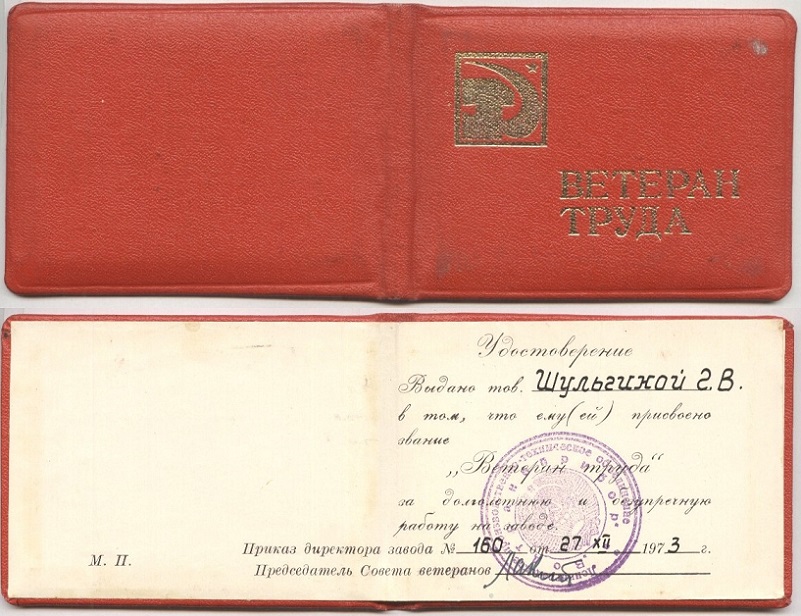 ВЕТЕРАН
ТРУДА
Удостоверение
Выдано тов. Шульгиной Г.В.
в том, что ему(ей) присвоено
звание
„Ветеран труда“
за долголетнюю и безупречную
работу на заводе.
Приказ директора завода № 160 от 27 XII 1973 г.
М. П.
Председатель Совета ветеранов